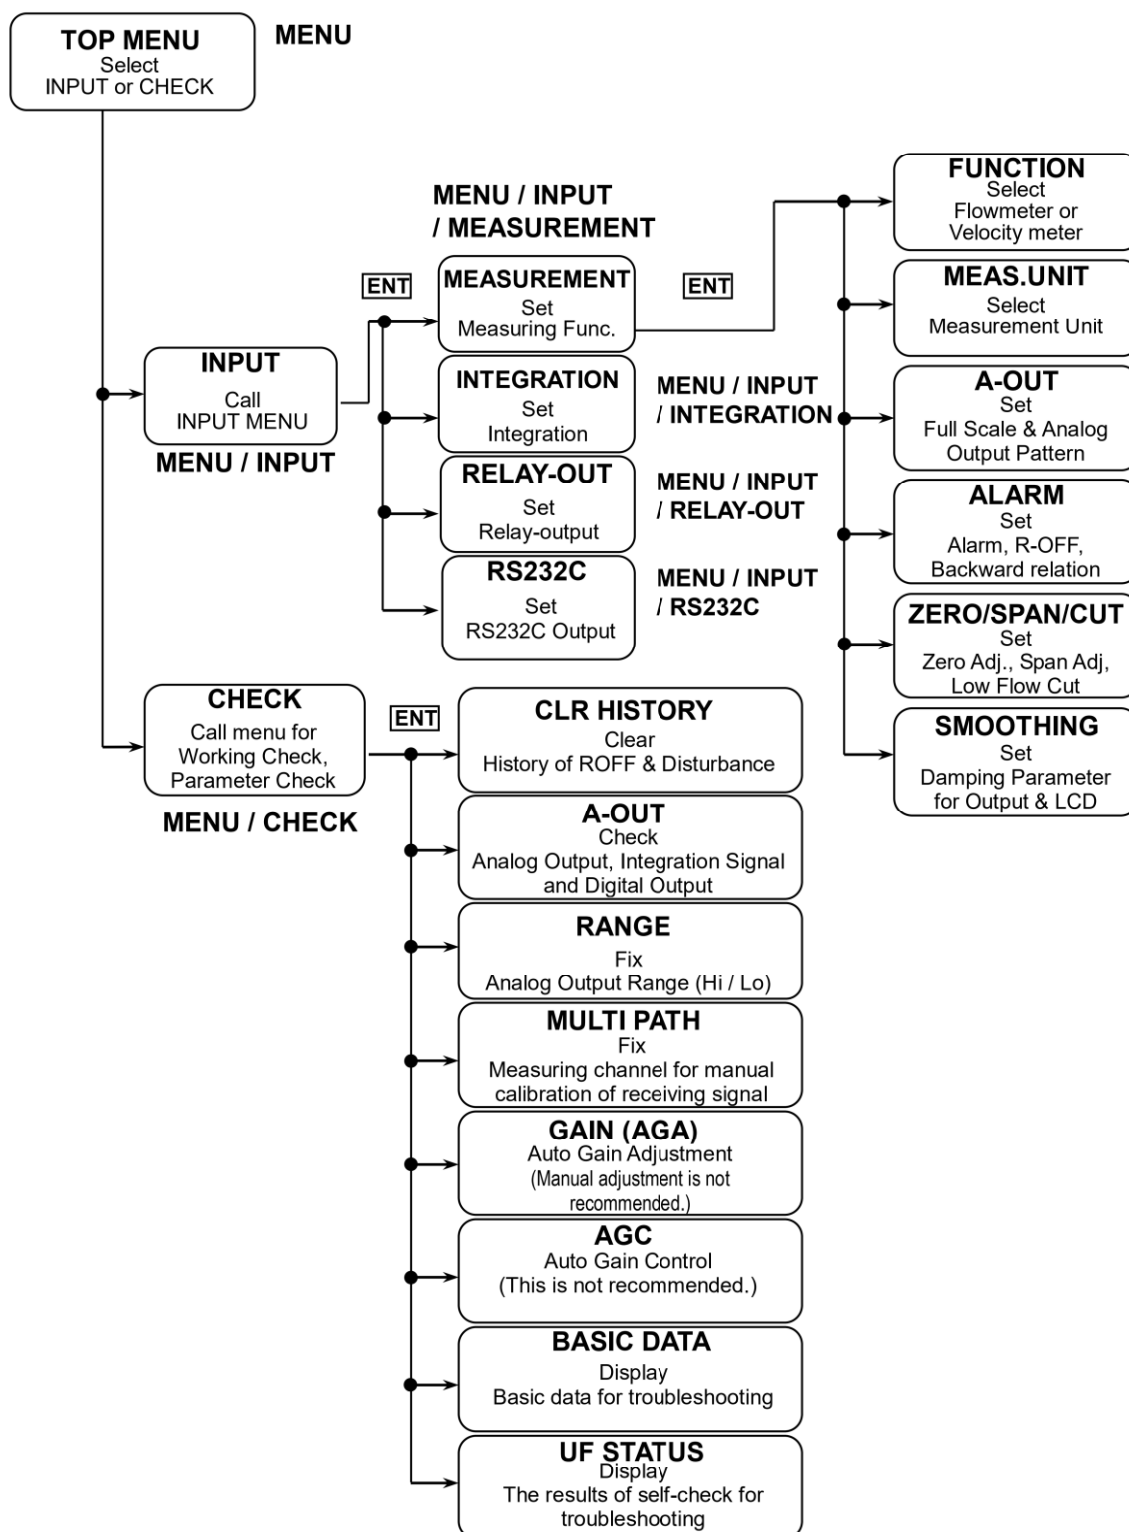 TOP MENU
Select
INPUT or CHECK
MENU
MENU / INPUT
/ MEASUREMENT
ENT
MEASUREMENT
Set
Measuring Func.
ENT
INPUT
Call
INPUT MENU
MENU / INPUT
INTEGRATION
Set
Integration
MENU / INPUT
/ INTEGRATION
RELAY-OUT
Set
Relay-output
MENU / INPUT
/ RELAY-OUT
RS232C
Set
RS232C Output
MENU / INPUT
/ RS232C
FUNCTION
Select
Flowmeter or
Velocity meter
MEAS.UNIT
Select
Measurement Unit
A-OUT
Set
Full Scale & Analog
Output Pattern
ALARM
Set
Alarm, R-OFF,
Backward relation
ZERO/SPAN/CUT
Set
Zero Adj., Span Adj,
Low Flow Cut
SMOOTHING
Set
Damping Parameter
for Output & LCD
CHECK
Call menu for
Working Check,
Parameter Check
MENU / CHECK
ENT
CLR HISTORY
Clear
History of ROFF & Disturbance
A-OUT
Check
Analog Output, Integration Signal
and Digital Output
RANGE
Fix
Analog Output Range (Hi / Lo)
MULTI PATH
Fix
Measuring channel for manual
calibration of receiving signal
GAIN (AGA)
Auto Gain Adjustment
(Manual adjustment is not
recommended.)
AGC
Auto Gain Control
(This is not recommended.)
BASIC DATA
Display
Basic data for troubleshooting
UF STATUS
Display
The results of self-check for
troubleshooting